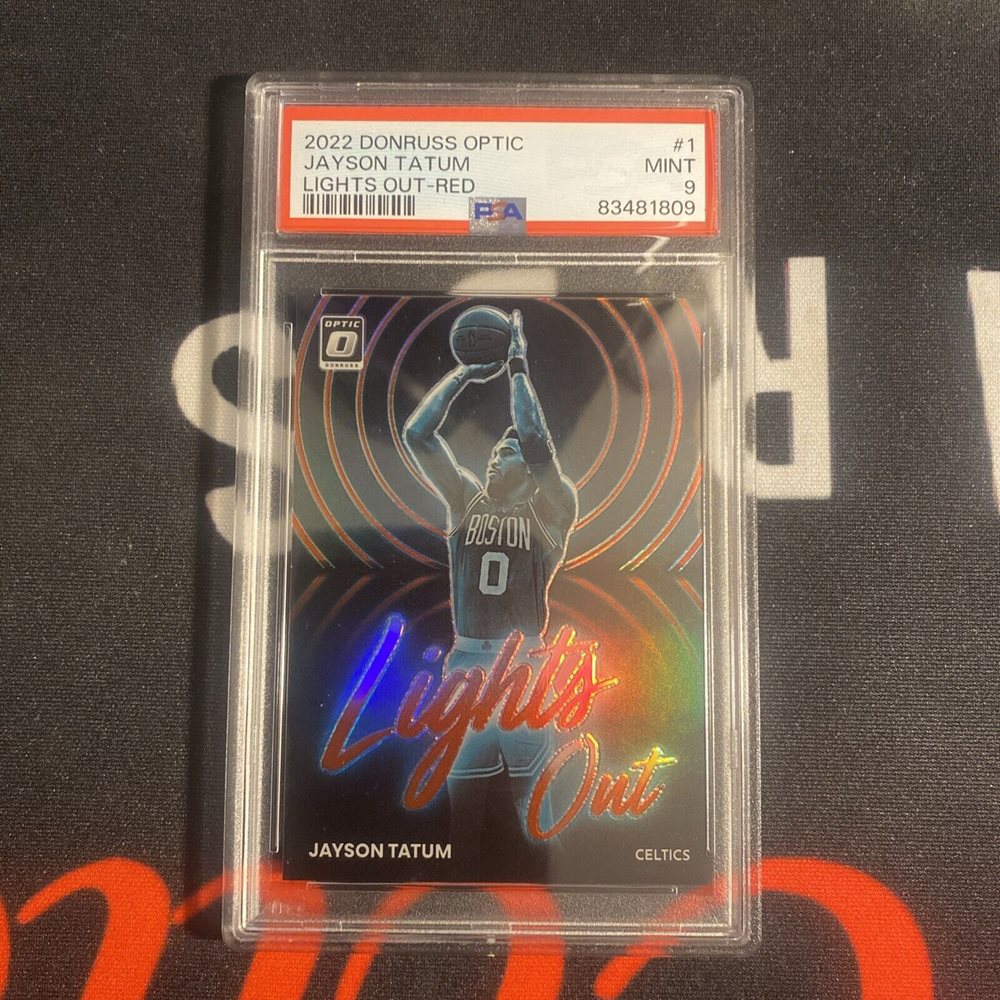 2022 DONRUSS OPTIC #1
JAYSON TATUM MINT
LIGHTS OUT-RED 9
PSA 83481809
OPTIC
DONRUSS
BOSTON
0
Lights
Out
JAYSON TATUM CELTICS